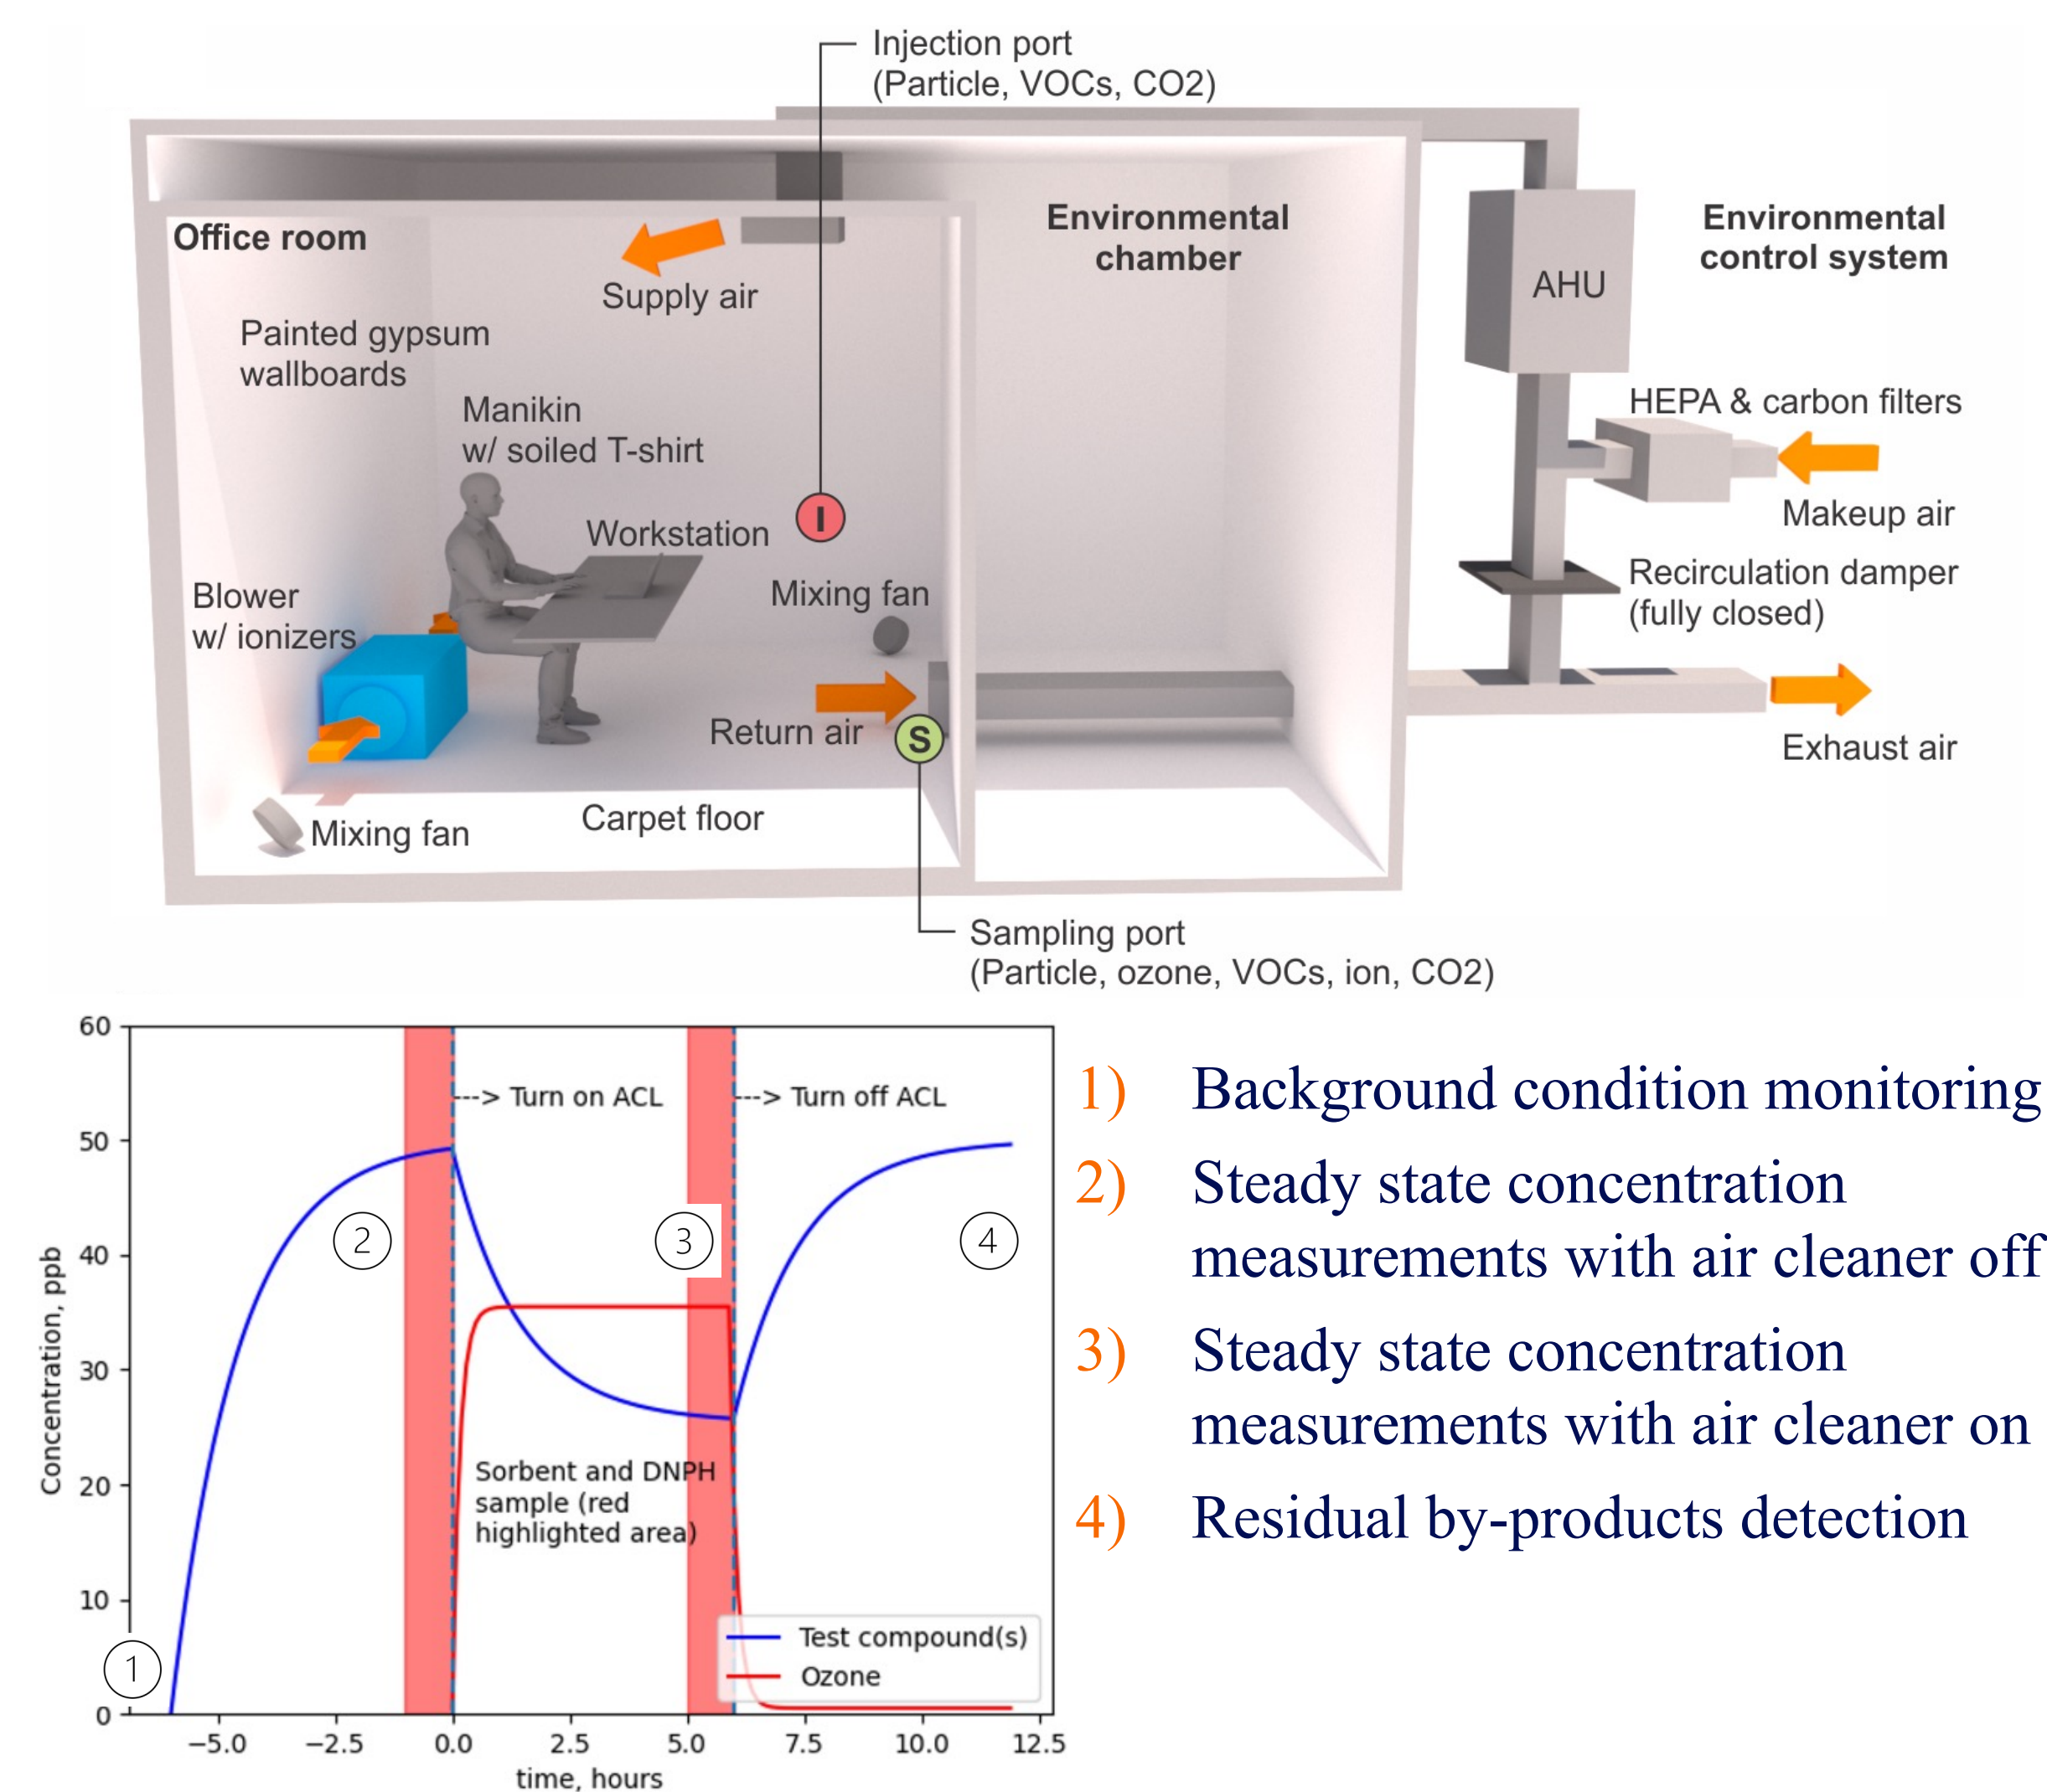 Injection port
(Particle, VOCs, CO2)
Office room
Supply air
Environmental
chamber
Environmental
control system
AHU
Painted gypsum
wallboards
Manikin
w/ soiled T-shirt
HEPA & carbon filters
Makeup air
I
Workstation
Blower
w/ ionizers
Mixing fan
Recirculation damper
(fully closed)
Return air
S
Exhaust air
Carpet floor
Mixing fan
Sampling port
(Particle, ozone, VOCs, ion, CO2)
60
50
40
30
20
10
0
Concentration, ppb
---> Turn on ACL
---> Turn off ACL
1
2
3
4
Sorbent and DNPH
sample (red
highlighted area)
Test compound(s)
Ozone
−5.0
−2.5
0.0
2.5
5.0
7.5
10.0
12.5
time, hours
1) Background condition monitoring
2) Steady state concentration
measurements with air cleaner off
3) Steady state concentration
measurements with air cleaner on
4) Residual by-products detection